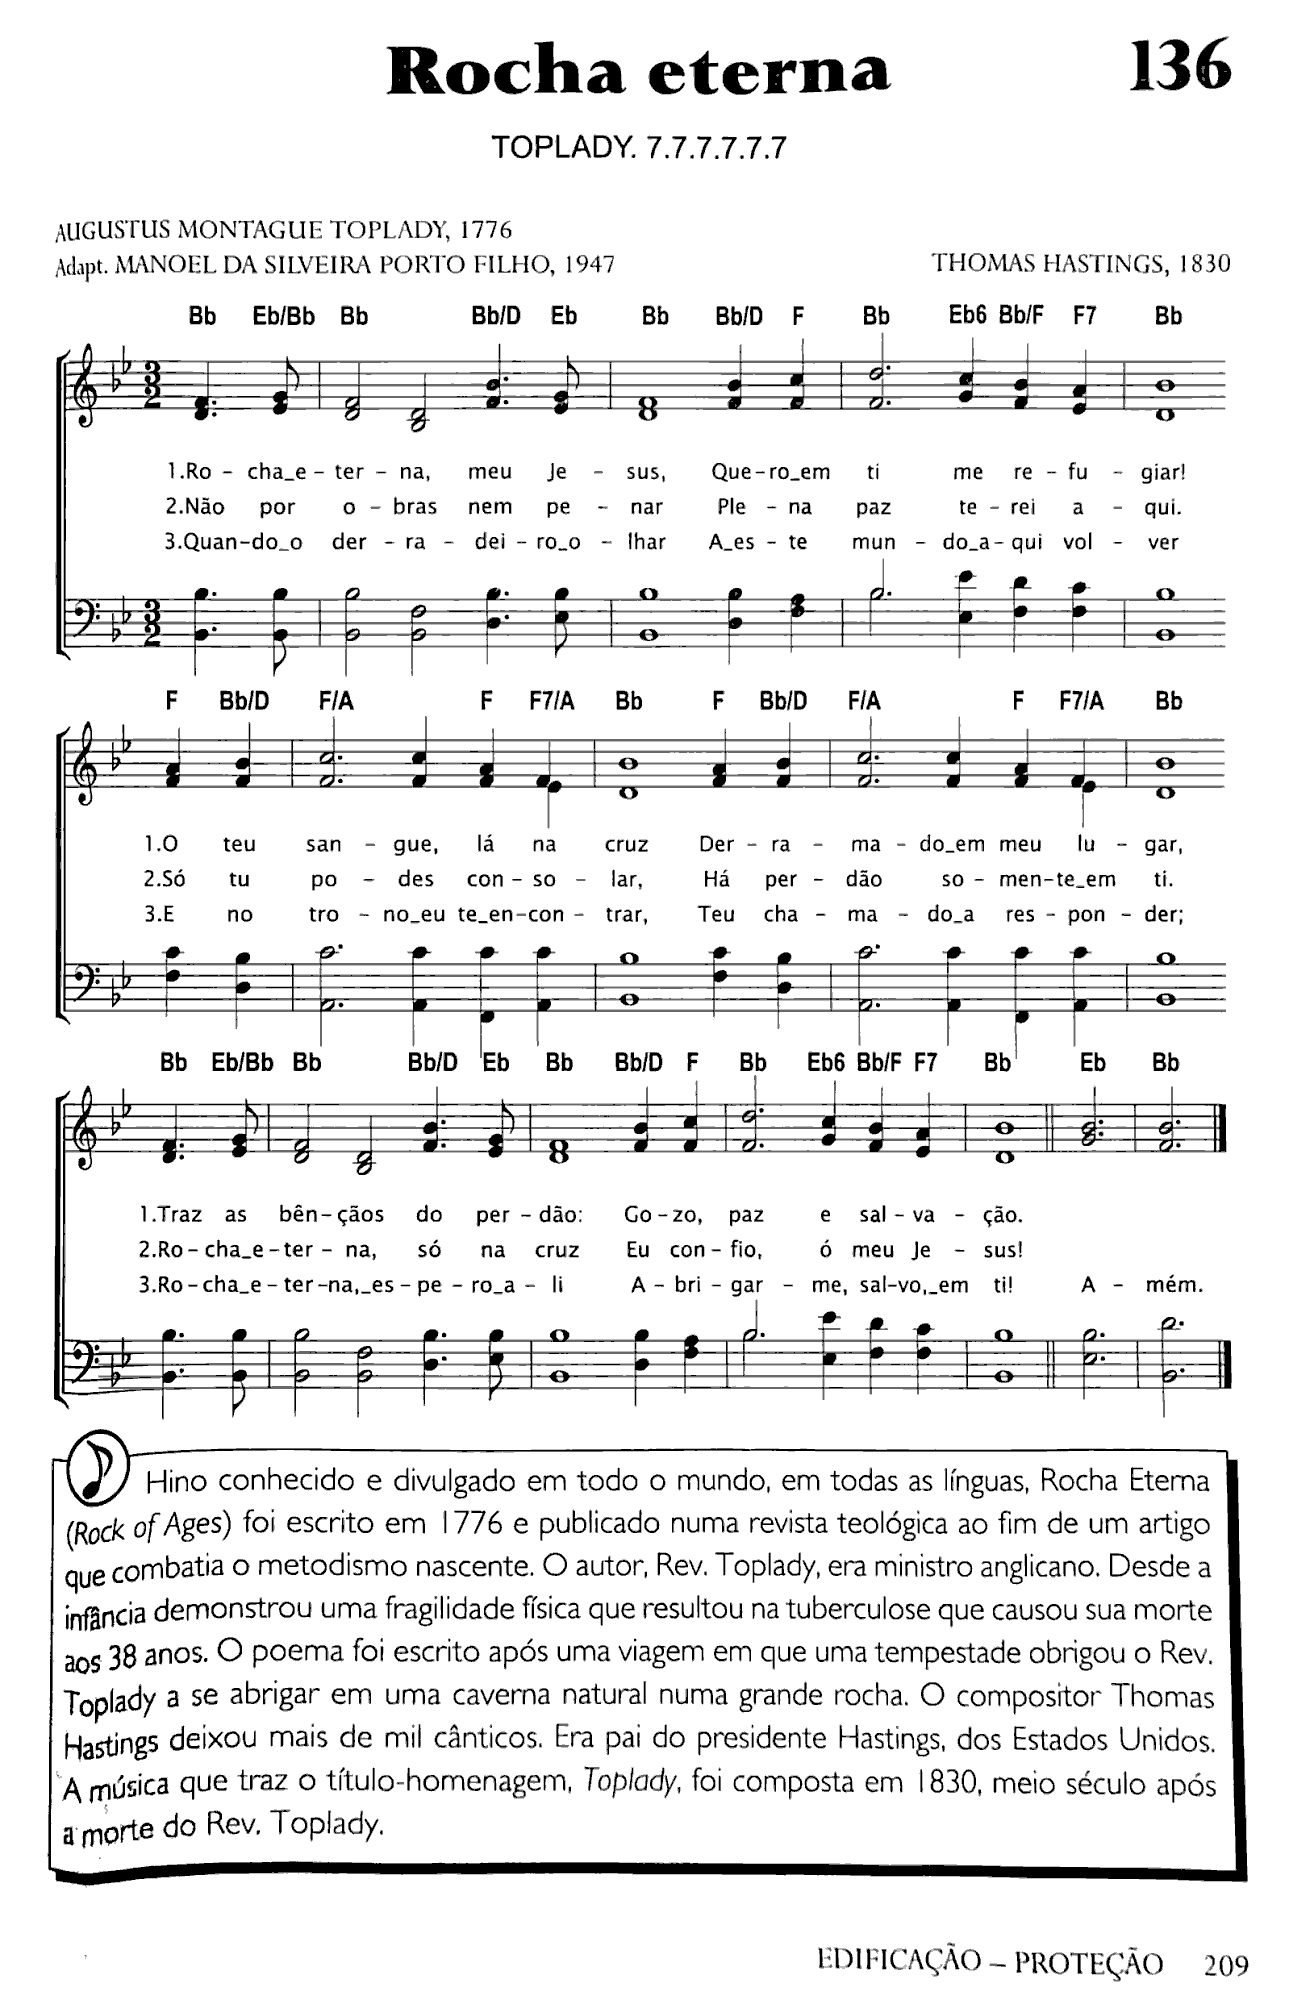 Rocha eterna 136
TOPLADY. 7.7.7.7.7.7
AUGUSTUS MONTAGUE TOPLADY, 1776
Adapt. MANOEL DA SILVEIRA PORTO FILHO, 1947 THOMAS HASTINGS, 1830
Bb Eb/Bb Bb Bb/D Eb Bb Bb/D F Bb Eb6 Bb/F F7 Bb
3 2
1.Ro - cha_e - ter - na, meu Je - sus, Que-ro_em ti me re - fu - giar!
2.Não por o - bras nem pe - nar Ple - na paz te - rei a - qui.
3.Quan-do_o der - ra - dei - ro_o - lhar A_es - te mun - do_a - qui vol - ver
3 2
F Bb/D F/A F F7/A Bb F Bb/D F/A F F7/A Bb
1.O teu san - gue, lá na cruz Der - ra - ma - do_em meu lu - gar,
2.Só tu po - des con - so - lar, Há per - dão so - men-te_em ti.
3.E no tro - no_eu te_en-con - trar, Teu cha - ma - do_a res - pon - der;
Bb Eb/Bb Bb Bb/D Eb Bb Bb/D F Bb Eb6 Bb/F F7 Bb Eb Bb
1.Traz as bên-çãos do per - dão: Go - zo, paz e sal - va - ção.
2.Ro - cha_e - ter - na, só na cruz Eu con - fio, ó meu Je - sus!
3.Ro - cha_e - ter -na,_es - pe - ro_a - li A - bri - gar - me, sal-vo,_em ti! A - mém.
Hino conhecido e divulgado em todo o mundo, em todas as línguas, Rocha Eterna
(Rock of Ages) foi escrito em 1776 e publicado numa revista teológica ao fim de um artigo
que combatia o metodismo nascente. O autor, Rev. Toplady, era ministro anglicano. Desde a
infância demonstrou uma fragilidade física que resultou na tuberculose que causou sua morte
aos 38 anos. O poema foi escrito após uma viagem em que uma tempestade obrigou o Rev.
Toplady a se abrigar em uma caverna natural numa grande rocha. O compositor Thomas
Hastings deixou mais de mil cânticos. Era pai do presidente Hastings, dos Estados Unidos.
A música que traz o título-homenagem, Toplady, foi composta em 1830, meio século após
a morte do Rev. Toplady.
EDIFICAÇÃO – PROTEÇÃO 209